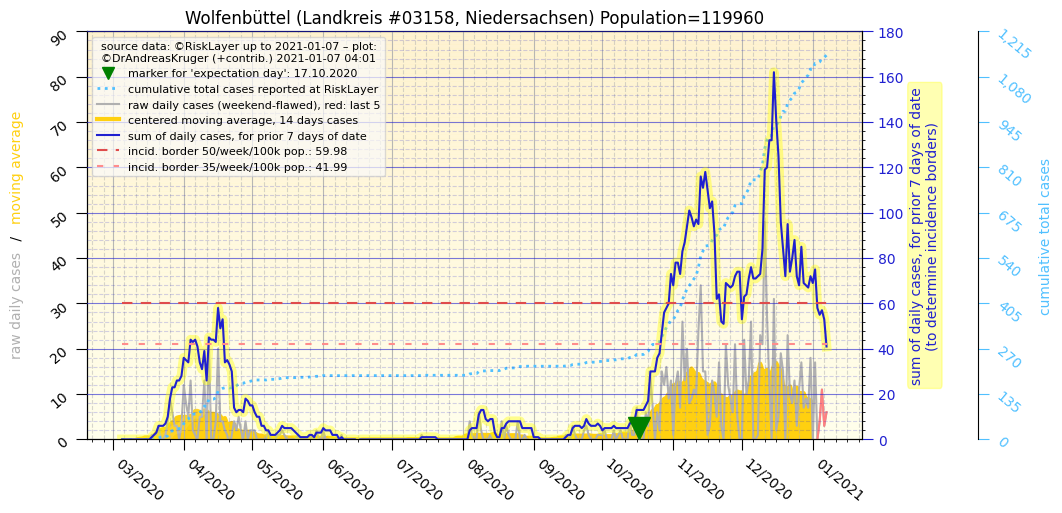 Wolfenbüttel (Landkreis #03158, Niedersachsen) Population=119960
source data: ©RiskLayer up to 2021-01-07 – plot:
©DrAndreasKruger (+contrib.) 2021-01-07 04:01
marker for 'expectation day': 17.10.2020
cumulative total cases reported at RiskLayer
raw daily cases (weekend-flawed), red: last 5
centered moving average, 14 days cases
sum of daily cases, for prior 7 days of date
incid. border 50/week/100k pop.: 59.98
incid. border 35/week/100k pop.: 41.99
raw daily cases / moving average
90
80
70
60
50
40
30
20
10
0
03/2020
04/2020
05/2020
06/2020
07/2020
08/2020
09/2020
10/2020
11/2020
12/2020
01/2021
180
160
140
120
100
80
60
40
20
0
sum of daily cases, for prior 7 days of date
(to determine incidence borders)
1,215
1,080
945
810
675
540
405
270
135
0
cumulative total cases